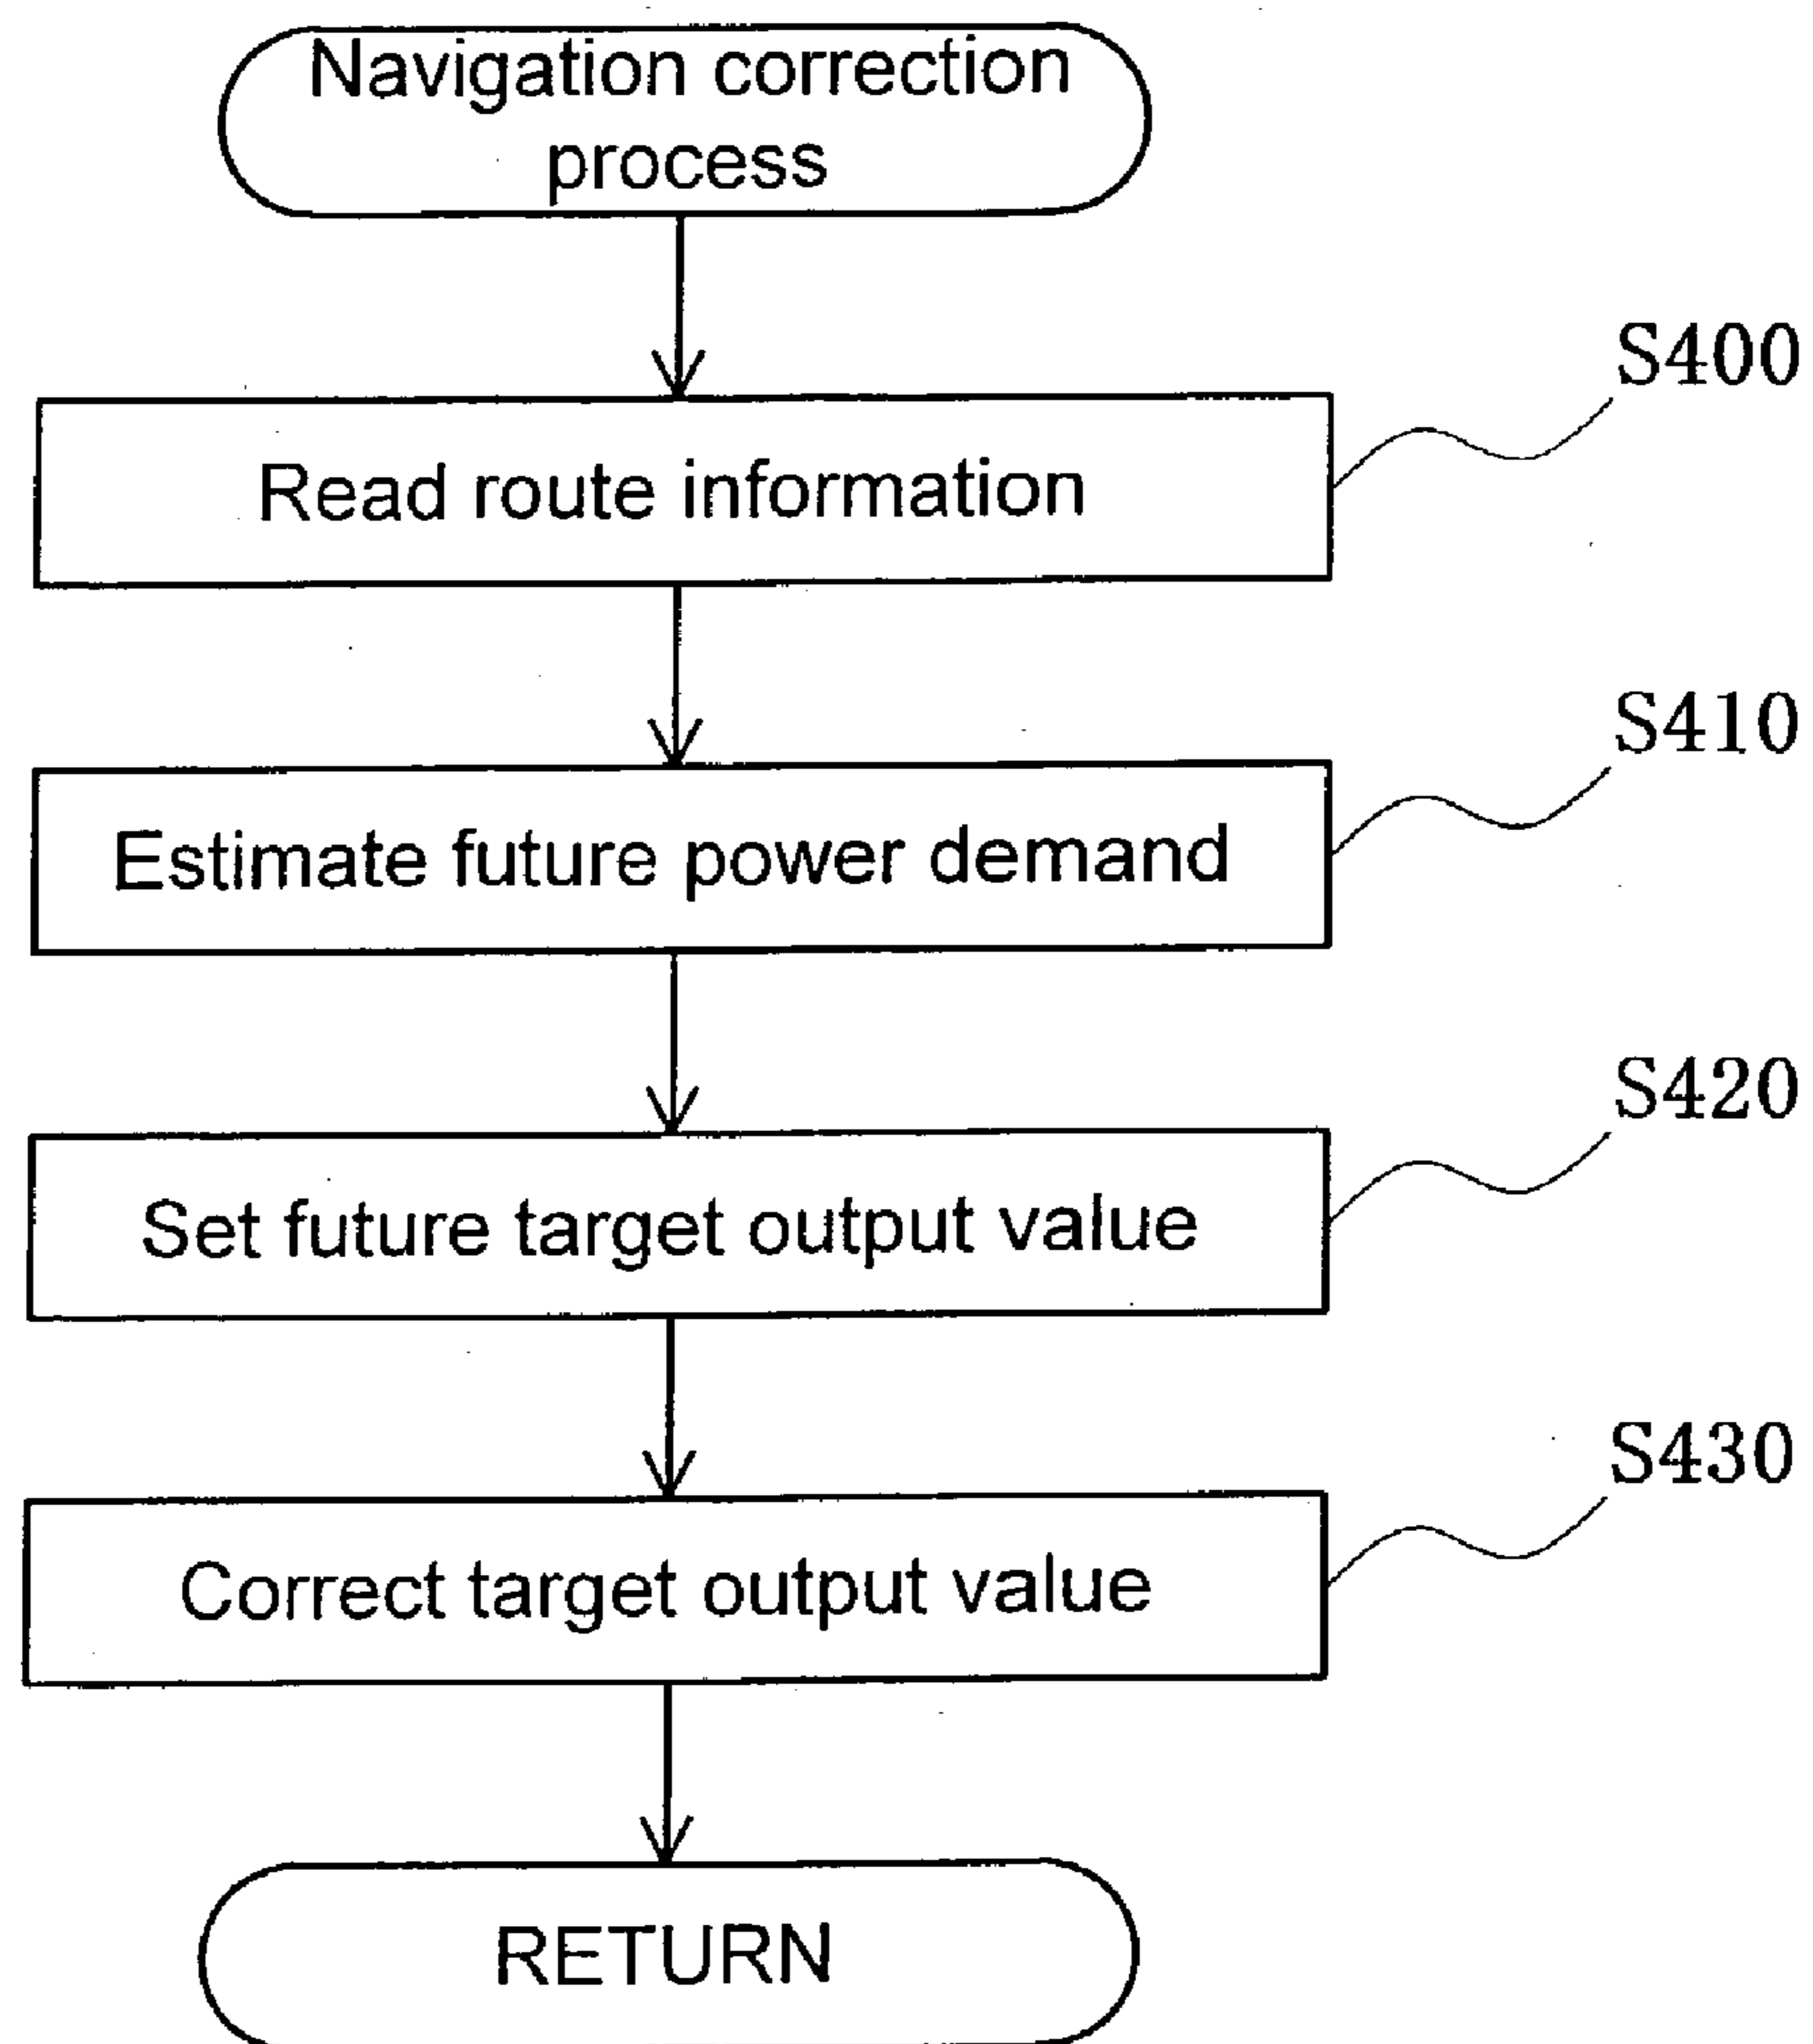 Navigation correction
process
S400
Read route information
S410
Estimate future power demand
S420
Set future target output value
S430
Correct target output value
RETURN